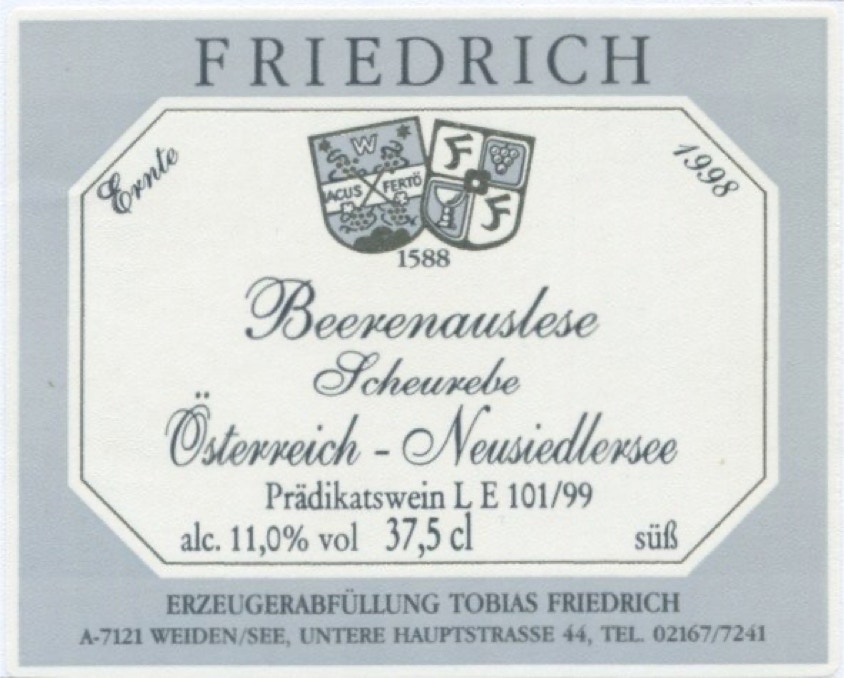 FRIEDRICH
Ernte
1998
W
IACUS FERTÖ
F
F
1588
Beerenauslese
Scheurebe
Österreich - Neusiedlersee
Prädikatswein L E 101/99
alc. 11,0% vol 37,5 cl süß
ERZEUGERABFÜLLUNG TOBIAS FRIEDRICH
A-7121 WEIDEN/SEE, UNTERE HAUPTSTRASSE 44, TEL. 02167/7241